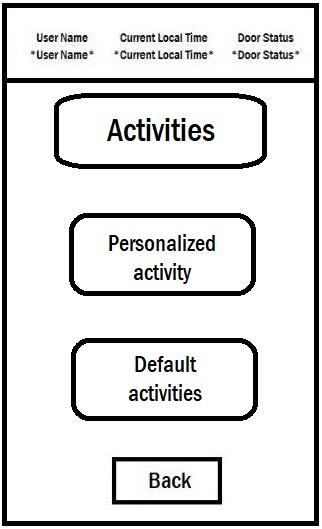 User Name Current Local Time Door Status
*User Name* *Current Local Time* *Door Status*
Activities
Personalized
activity
Default
activities
Back